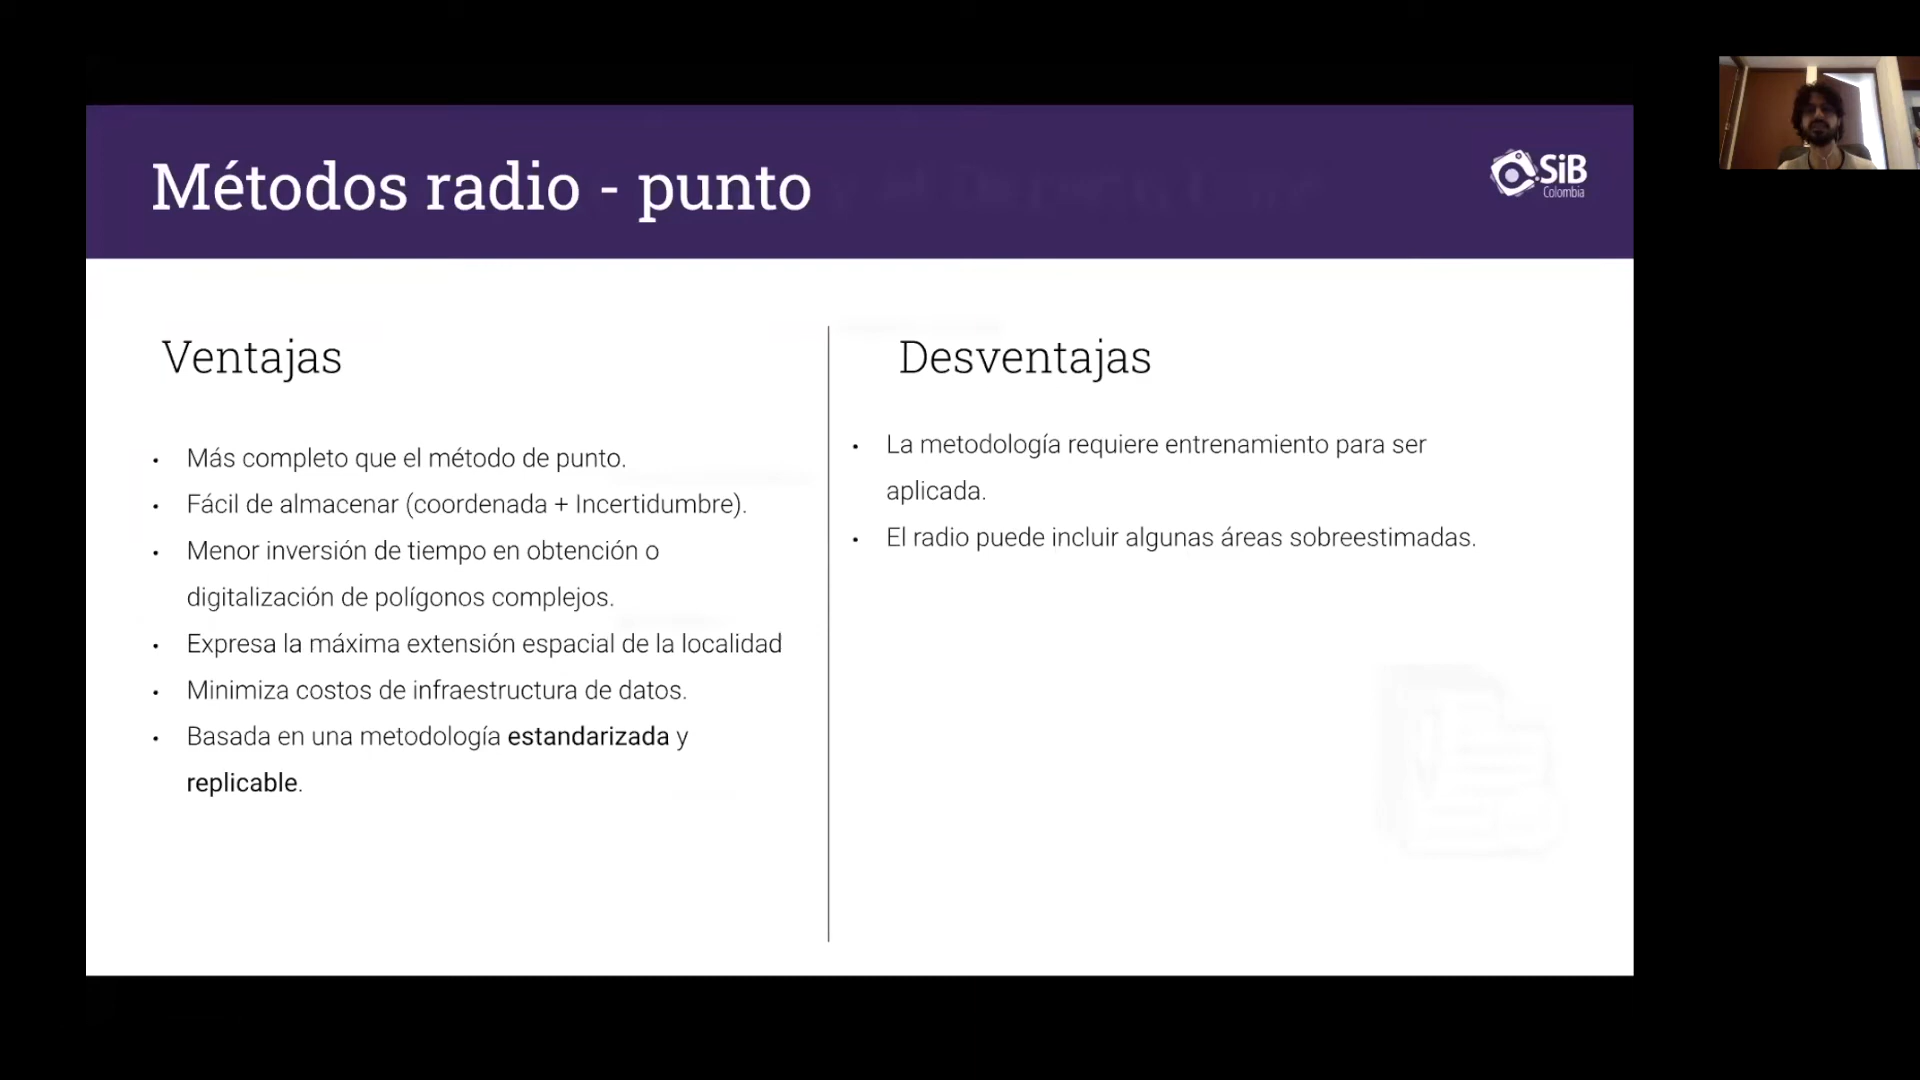 Métodos radio - punto
SiB
Colombia
Ventajas
• Más completo que el método de punto.
• Fácil de almacenar (coordenada + Incertidumbre).
• Menor inversión de tiempo en obtención o
digitalización de polígonos complejos.
• Expresa la máxima extensión espacial de la localidad
• Minimiza costos de infraestructura de datos.
• Basada en una metodología estandarizada y
replicable.
Desventajas
• La metodología requiere entrenamiento para ser
aplicada.
• El radio puede incluir algunas áreas sobreestimadas.